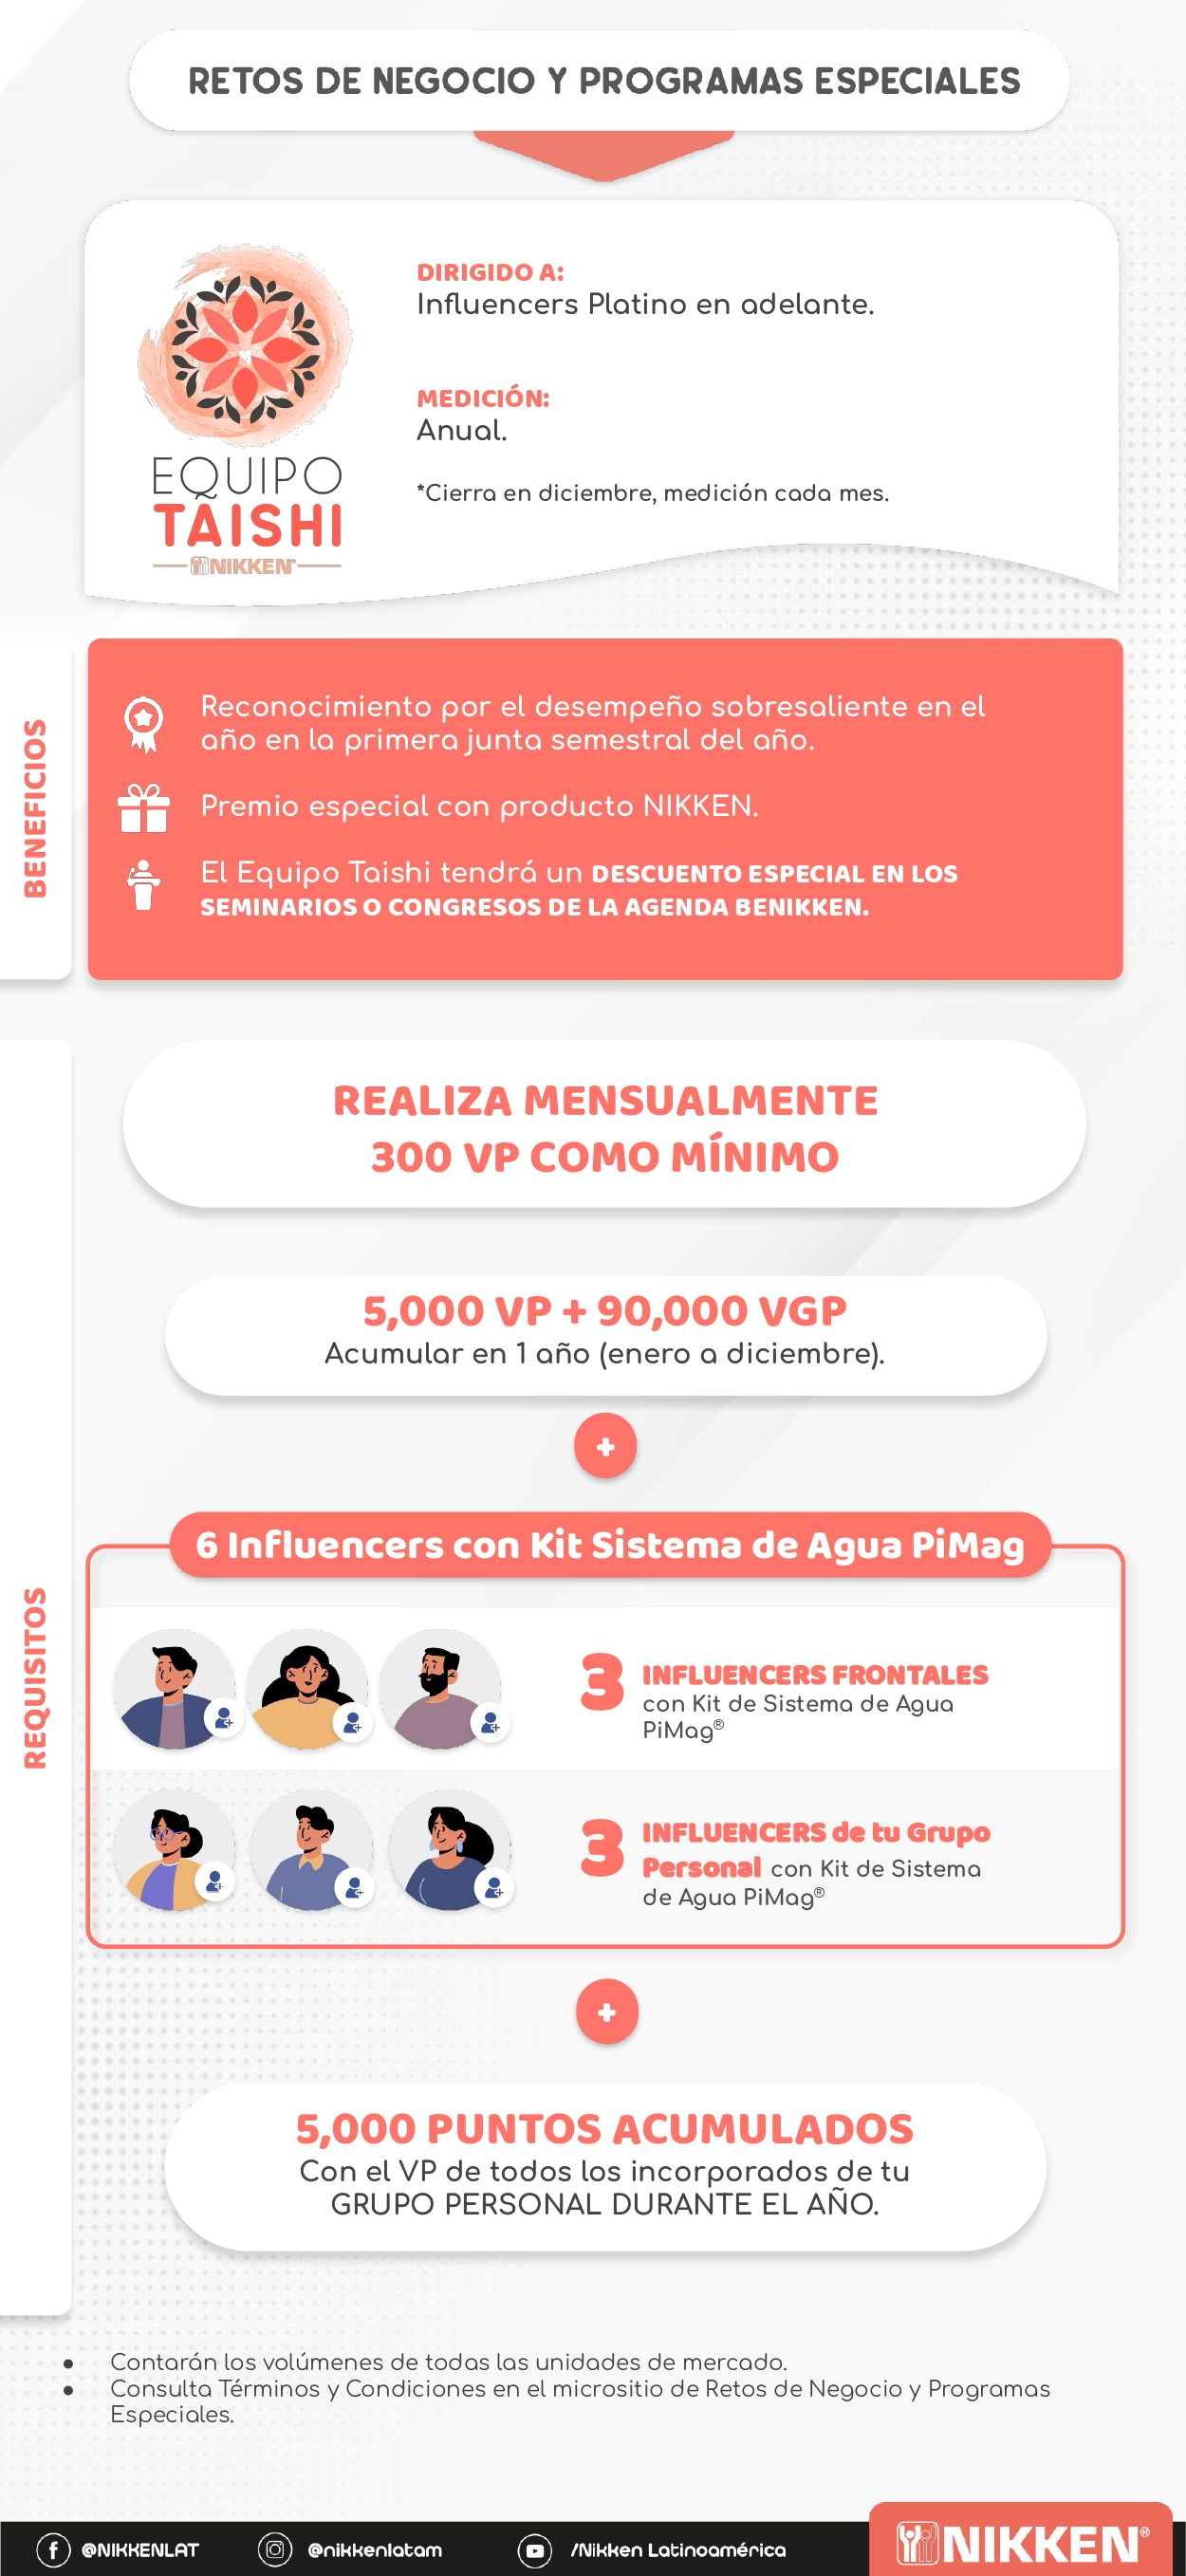 RETOS DE NEGOCIO Y PROGRAMAS ESPECIALES
DIRIGIDO A:
Influencers Platino en adelante.
MEDICIÓN:
Anual.
*Cierra en diciembre, medición cada mes.
EQUIPO
TAISHI
NIKKEN®
BENEFICIOS
Reconocimiento por el desempeño sobresaliente en el
año en la primera junta semestral del año.
Premio especial con producto NIKKEN.
El Equipo Taishi tendrá un DESCUENTO ESPECIAL EN LOS
SEMINARIOS O CONGRESOS DE LA AGENDA BENIKKEN.
REQUISITOS
REALIZA MENSUALMENTE
300 VP COMO MÍNIMO
5,000 VP + 90,000 VGP
Acumular en 1 año (enero a diciembre).
+
6 Influencers con Kit Sistema de Agua PiMag
3 INFLUENCERS FRONTALES
con Kit de Sistema de Agua
PiMag®
3 INFLUENCERS de tu Grupo
Personal con Kit de Sistema
de Agua PiMag®
+
5,000 PUNTOS ACUMULADOS
Con el VP de todos los incorporados de tu
GRUPO PERSONAL DURANTE EL AÑO.
● Contarán los volúmenes de todas las unidades de mercado.
● Consulta Términos y Condiciones en el micrositio de Retos de Negocio y Programas
Especiales.
@NIKKENLAT
@nikkenlatam
/Nikken Latinoamérica
NIKKEN®